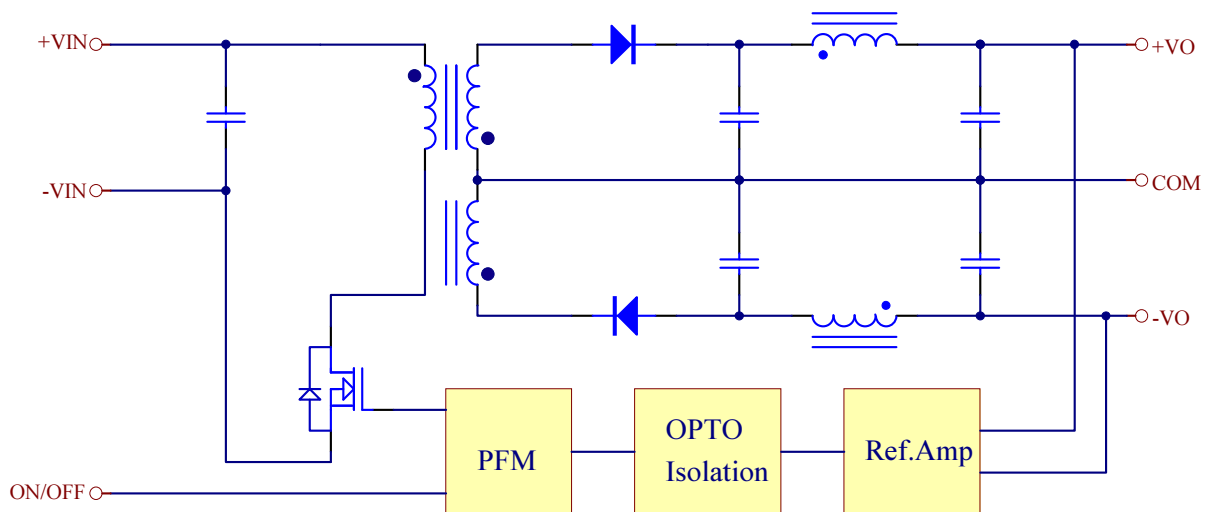 +VIN
+VO
-VIN
COM
-VO
PFM
OPTO
Isolation
Ref.Amp
ON/OFF